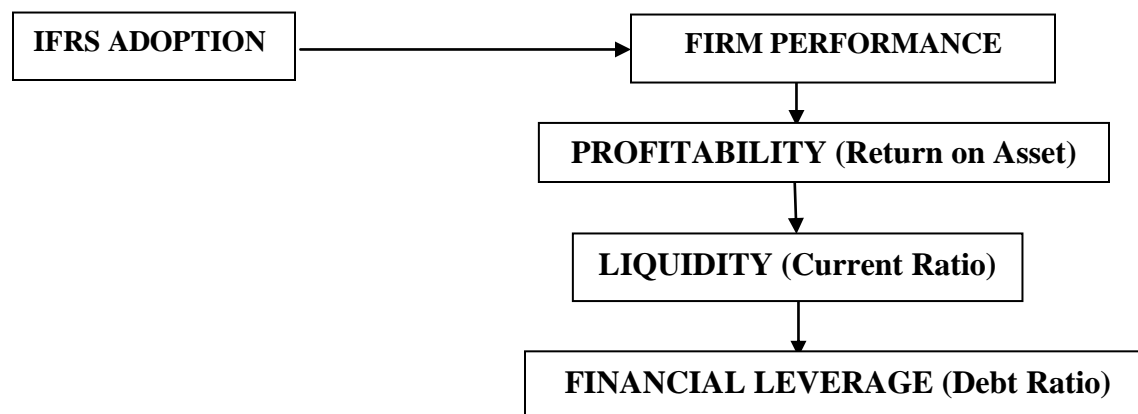 IFRS ADOPTION
FIRM PERFORMANCE
PROFITABILITY (Return on Asset)
LIQUIDITY (Current Ratio)
FINANCIAL LEVERAGE (Debt Ratio)